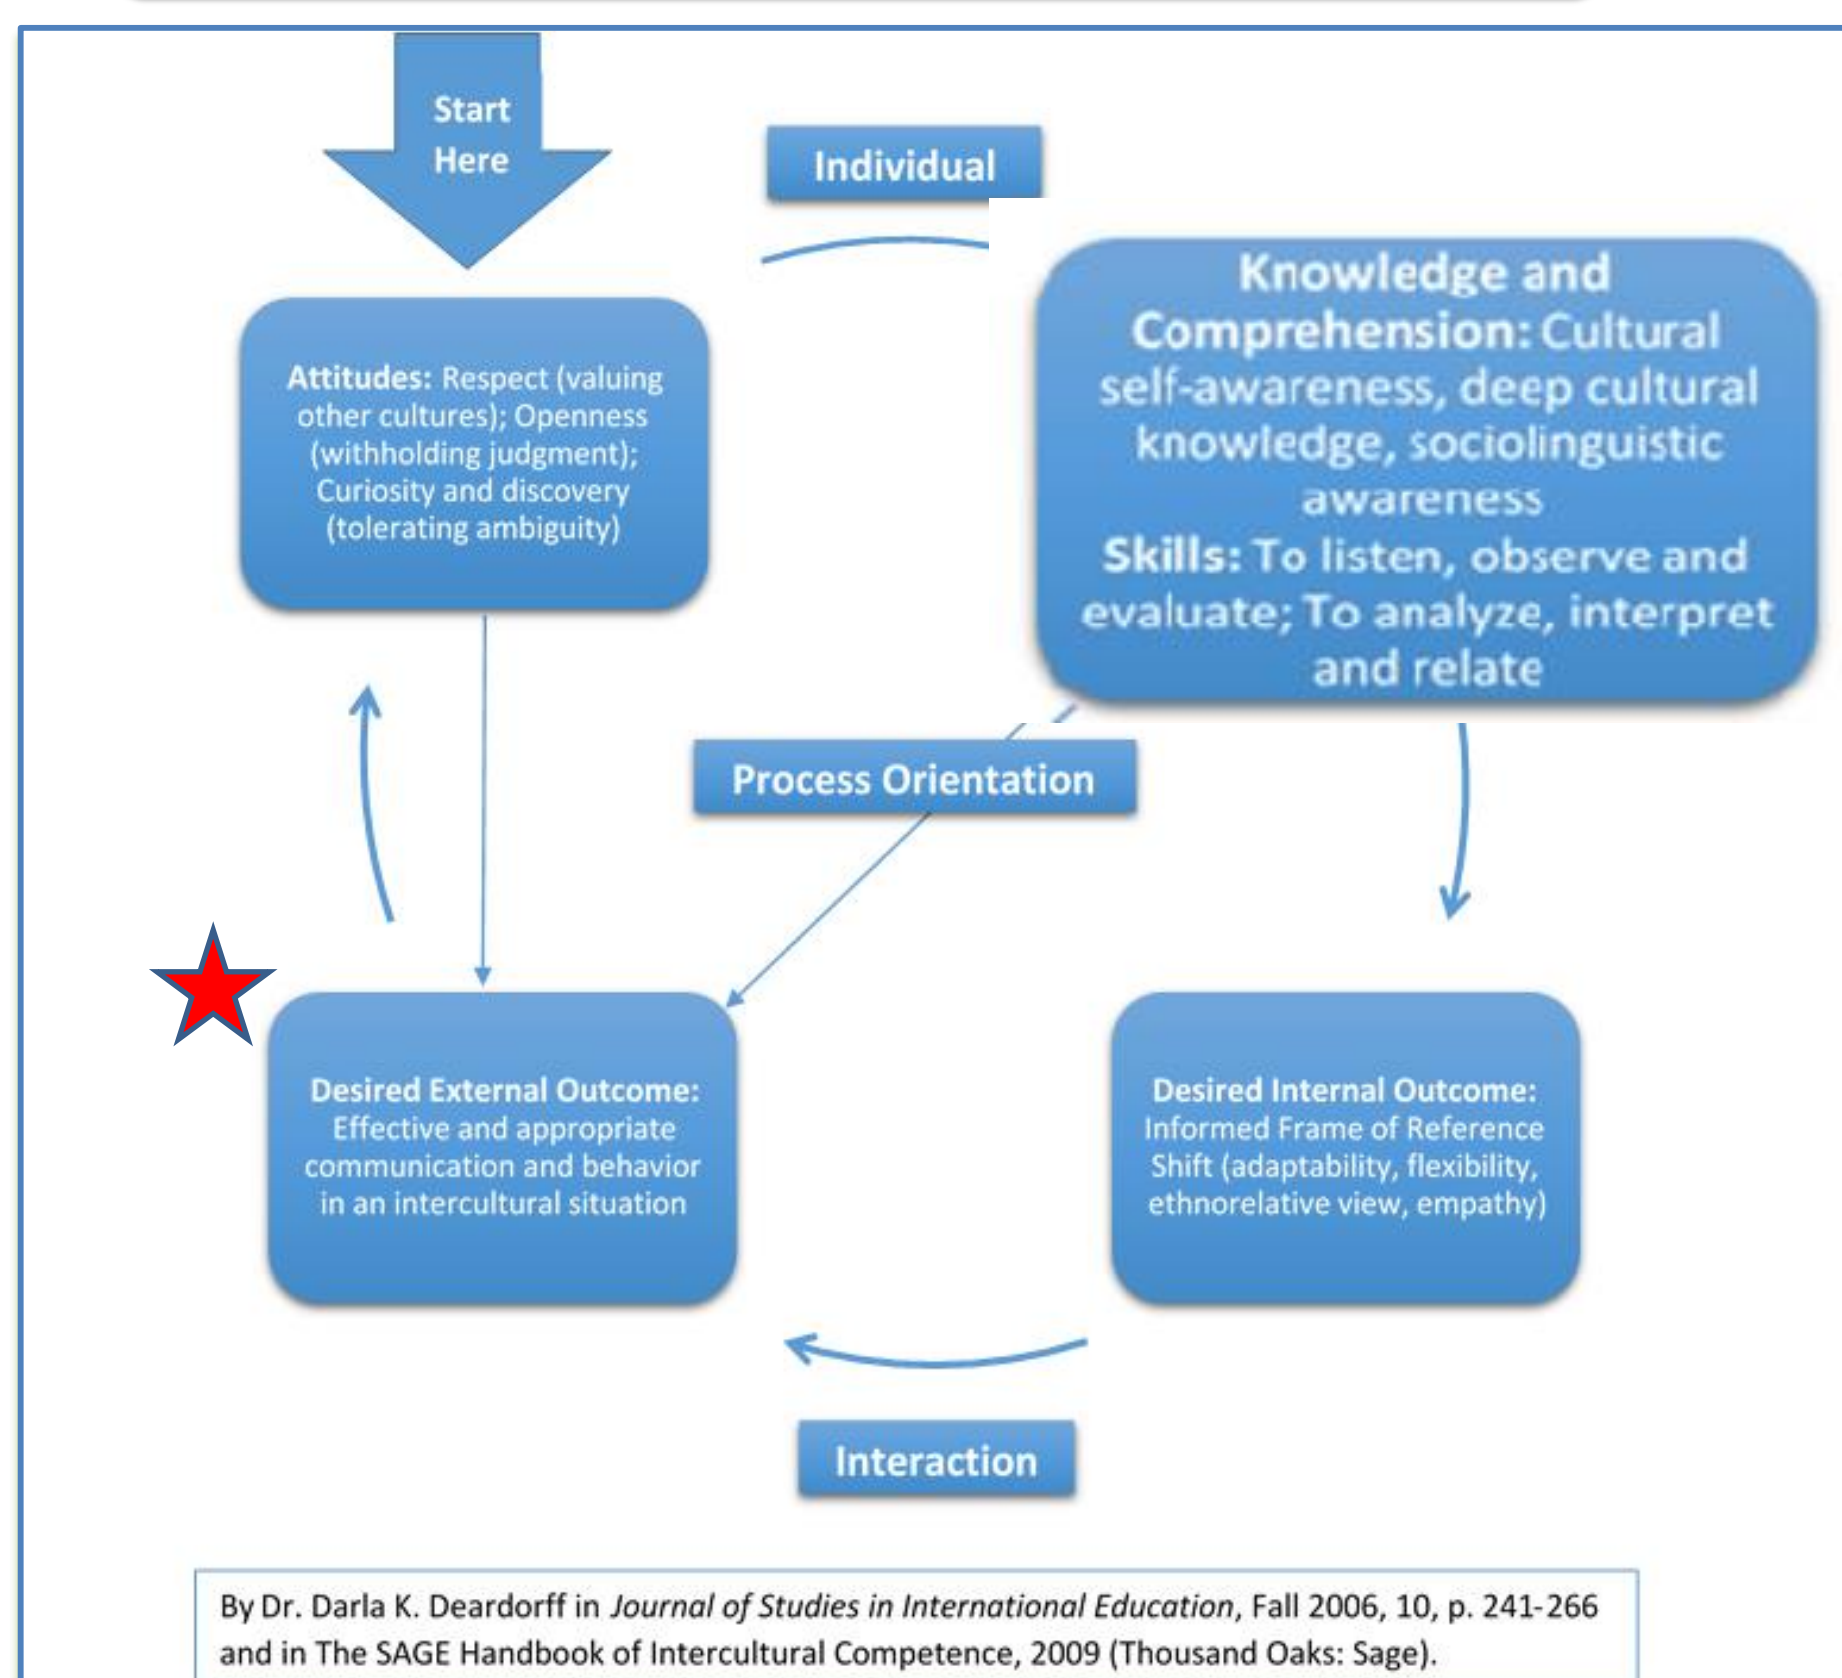 Start
Here
Individual
Attitudes: Respect (valuing
other cultures); Openness
(withholding judgment);
Curiosity and discovery
(tolerating ambiguity)
Knowledge and
Comprehension: Cultural
self-awareness, deep cultural
knowledge, sociolinguistic
awareness
Skills: To listen, observe and
evaluate; To analyze, interpret
and relate
Process Orientation
Desired External Outcome:
Effective and appropriate
communication and behavior
in an intercultural situation
Desired Internal Outcome:
Informed Frame of Reference
Shift (adaptability, flexibility,
ethnorelative view, empathy)
Interaction
By Dr. Darla K. Deardorff in Journal of Studies in International Education, Fall 2006, 10, p. 241-266
and in The SAGE Handbook of Intercultural Competence, 2009 (Thousand Oaks: Sage).